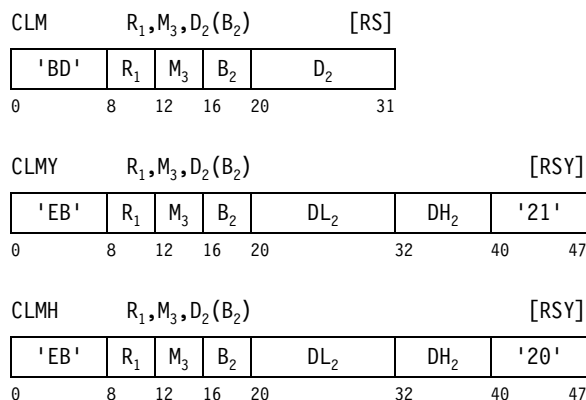 CLM R₁,M₃,D₂(B₂) [RS]
'BD' R₁ M₃ B₂ D₂
0 8 12 16 20 31
CLMY R₁,M₃,D₂(B₂) [RSY]
'EB' R₁ M₃ B₂ DL₂ DH₂ '21'
0 8 12 16 20 32 40 47
CLMH R₁,M₃,D₂(B₂) [RSY]
'EB' R₁ M₃ B₂ DL₂ DH₂ '20'
0 8 12 16 20 32 40 47